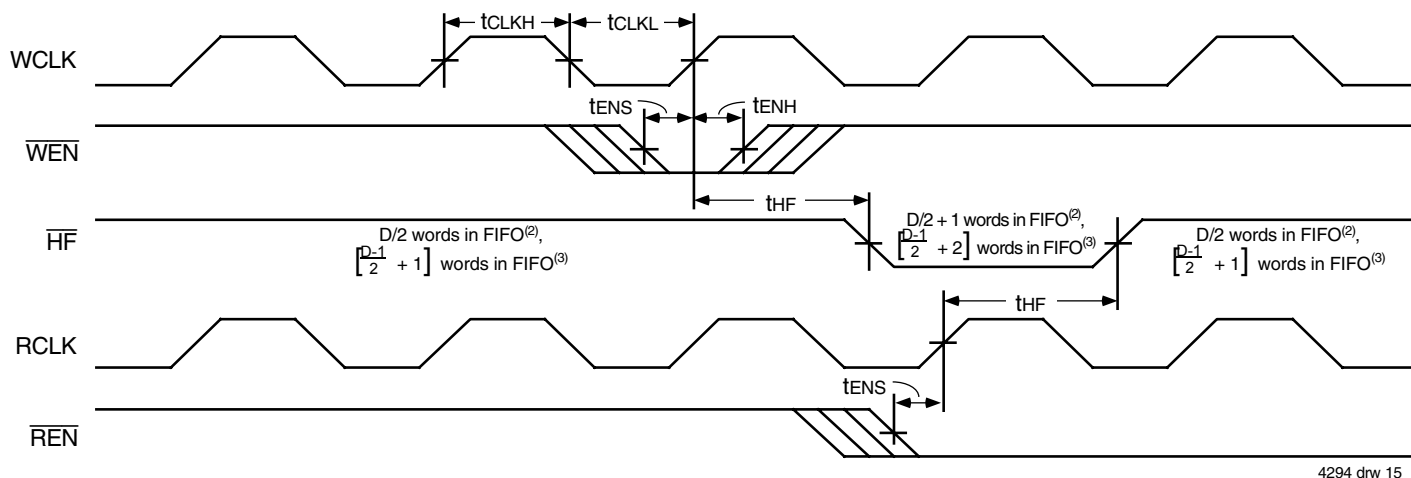 tCLKH
tCLKL
WCLK
tENS
tENH
WEN
tHF
HF
D/2 words in FIFO(2),
[D-1/2 + 1] words in FIFO(3)
D/2 + 1 words in FIFO(2),
[D-1/2 + 2] words in FIFO(3)
D/2 words in FIFO(2),
[D-1/2 + 1] words in FIFO(3)
tHF
RCLK
tENS
REN
4294 drw 15